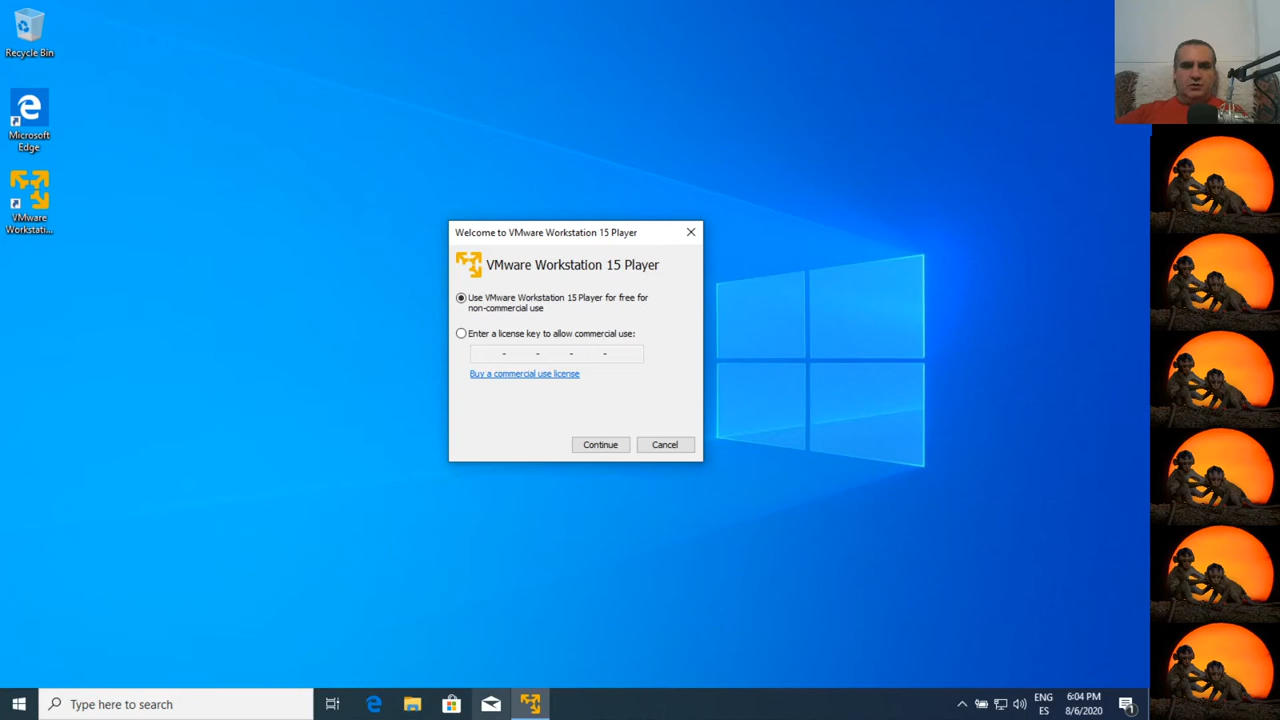 Recycle Bin
Microsoft
Edge
VMware
Workstati...
Welcome to VMware Workstation 15 Player
VMware Workstation 15 Player
Use VMware Workstation 15 Player for free for
non-commercial use
Enter a license key to allow commercial use:
- - - -
Buy a commercial use license
Continue
Cancel
Type here to search
ENG
ES
6:04 PM
8/6/2020
1